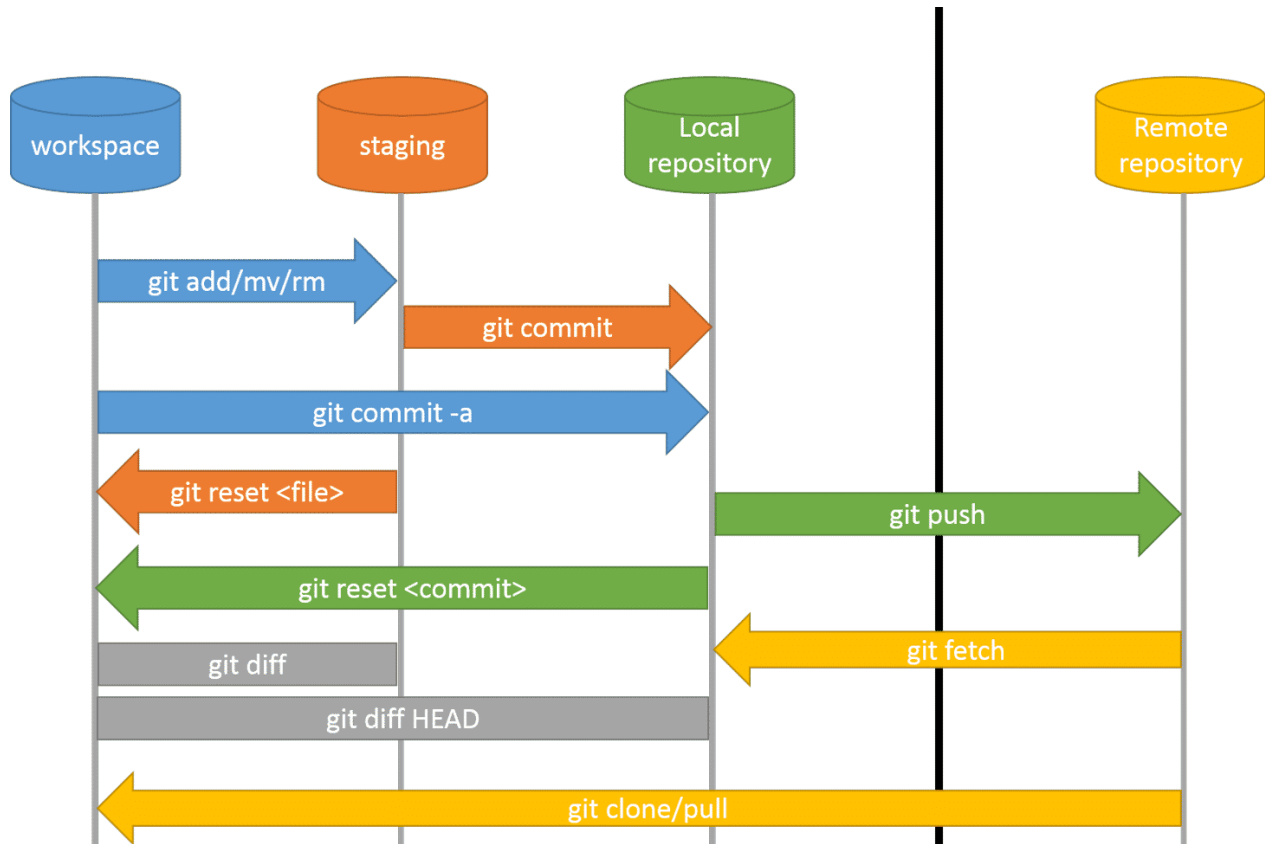 workspace
staging
Local
repository
Remote
repository
git add/mv/rm
git commit
git commit -a
git reset <file>
git push
git reset <commit>
git fetch
git diff
git diff HEAD
git clone/pull